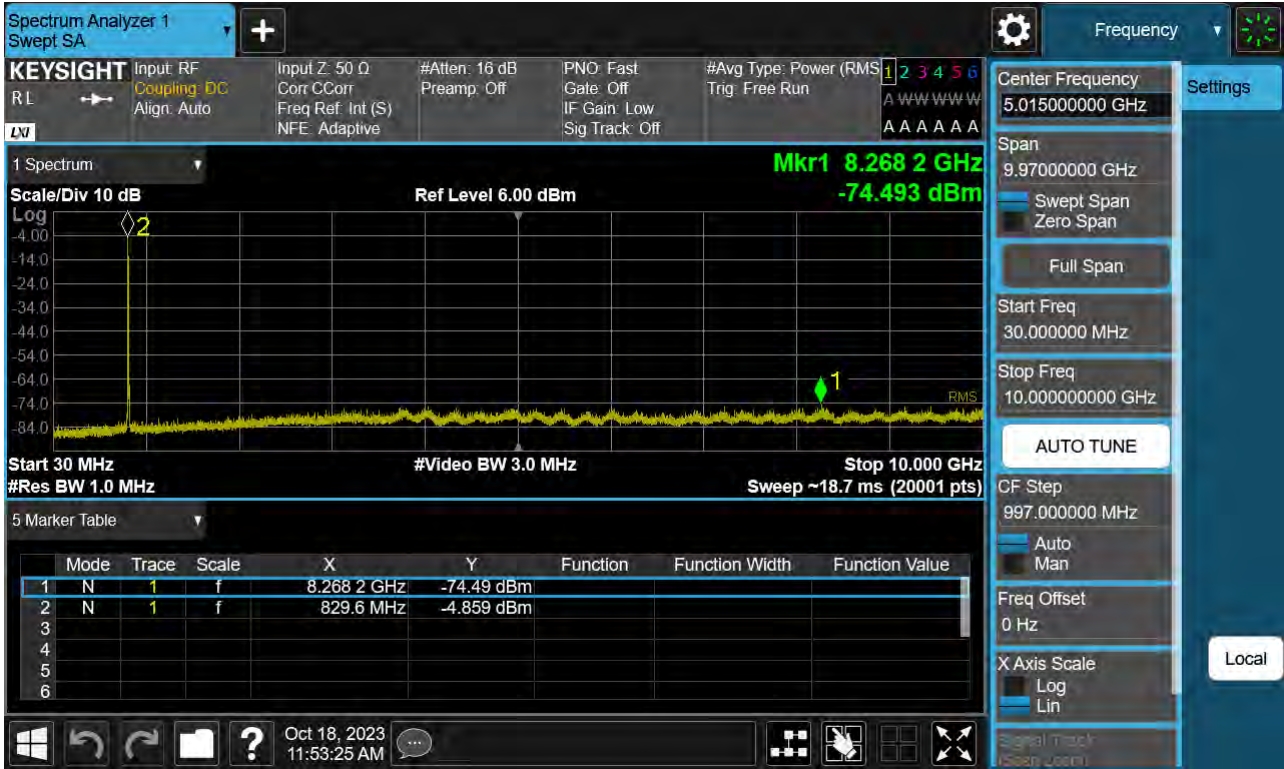 Spectrum Analyzer 1
Swept SA
+
Frequency
KEYSIGHT
R L
LXI
Input: RF
Coupling: DC
Align: Auto
Input Z: 50 Ω
Corr CCorr
Freq Ref: Int (S)
NFE: Adaptive
#Atten: 16 dB
Preamp: Off
PNO: Fast
Gate: Off
IF Gain: Low
Sig Track: Off
#Avg Type: Power (RMS
Trig: Free Run
1 2 3 4 5 6
A W W W W W
A A A A A A
1 Spectrum
Mkr1 8.268 2 GHz
Scale/Div 10 dB
Ref Level 6.00 dBm
-74.493 dBm
Log
-4.00
-14.0
-24.0
-34.0
-44.0
-54.0
-64.0
-74.0
-84.0
2
1
RMS
Start 30 MHz
#Video BW 3.0 MHz
Stop 10.000 GHz
#Res BW 1.0 MHz
Sweep ~18.7 ms (20001 pts)
5 Marker Table
Mode Trace Scale X Y Function Function Width Function Value
1 N 1 f 8.268 2 GHz -74.49 dBm
2 N 1 f 829.6 MHz -4.859 dBm
3
4
5
6
Oct 18, 2023
11:53:25 AM
?
Center Frequency
5.015000000 GHz
Settings
Span
9.97000000 GHz
Swept Span
Zero Span
Full Span
Start Freq
30.000000 MHz
Stop Freq
10.000000000 GHz
AUTO TUNE
CF Step
997.000000 MHz
Auto
Man
Freq Offset
0 Hz
X Axis Scale
Log
Lin
Local
Signal Track
(Span Zoom)